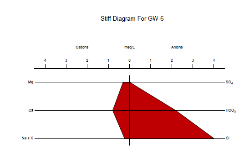 Stiff Diagram For GW-6
Cations meq/L Anions
4 3 2 1 0 1 2 3 4
Mg SO4
Ca HCO3
Na + K Cl